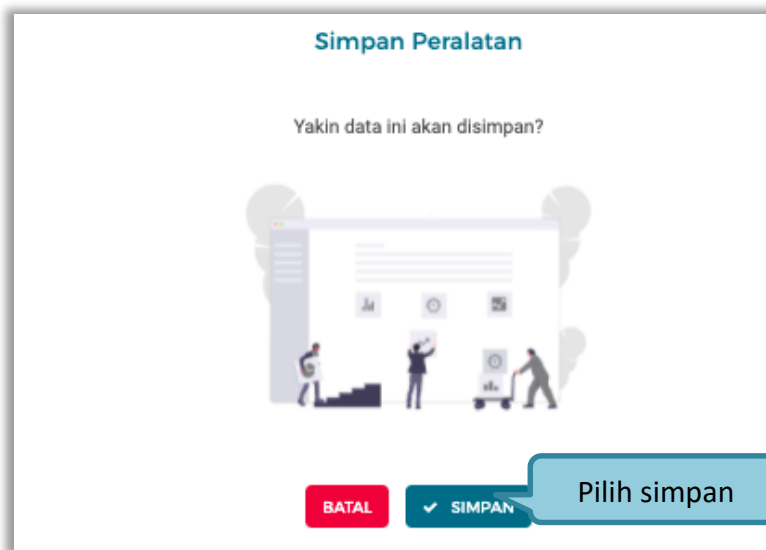 Simpan Peralatan
Yakin data ini akan disimpan?
BATAL
SIMPAN
Pilih simpan